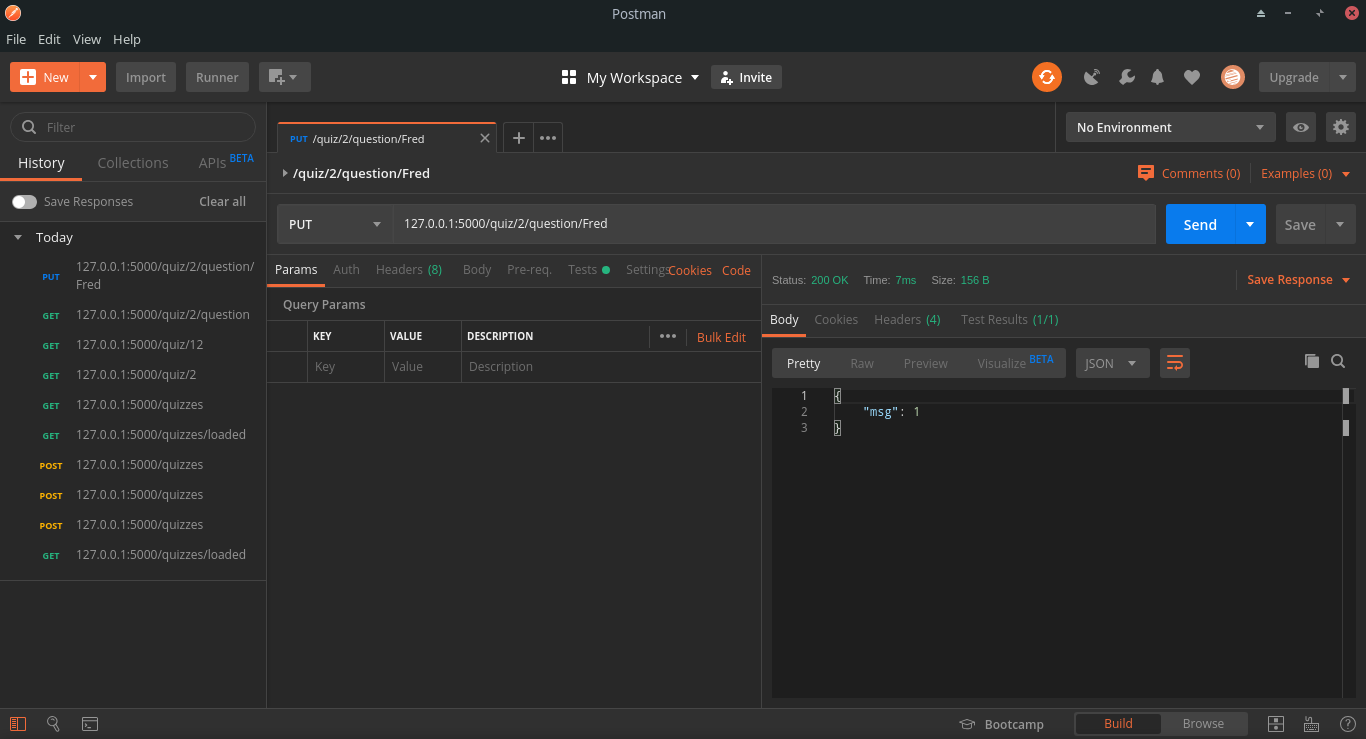 Postman
File Edit View Help
New Import Runner My Workspace Invite Upgrade
Filter
History Collections APIs BETA
Save Responses Clear all
Today
PUT 127.0.0.1:5000/quiz/2/question/
Fred
GET 127.0.0.1:5000/quiz/2/question
GET 127.0.0.1:5000/quiz/12
GET 127.0.0.1:5000/quiz/2
GET 127.0.0.1:5000/quizzes
GET 127.0.0.1:5000/quizzes/loaded
POST 127.0.0.1:5000/quizzes
POST 127.0.0.1:5000/quizzes
POST 127.0.0.1:5000/quizzes
GET 127.0.0.1:5000/quizzes/loaded
PUT /quiz/2/question/Fred
No Environment
/quiz/2/question/Fred
Comments (0) Examples (0)
PUT 127.0.0.1:5000/quiz/2/question/Fred Send Save
Params Auth Headers (8) Body Pre-req. Tests Settings Cookies Code
Query Params
KEY VALUE DESCRIPTION Bulk Edit
Key Value Description
Status: 200 OK Time: 7ms Size: 156 B Save Response
Body Cookies Headers (4) Test Results (1/1)
Pretty Raw Preview Visualize BETA JSON
1 {
2 "msg": 1
3 }
Bootcamp Build Browse